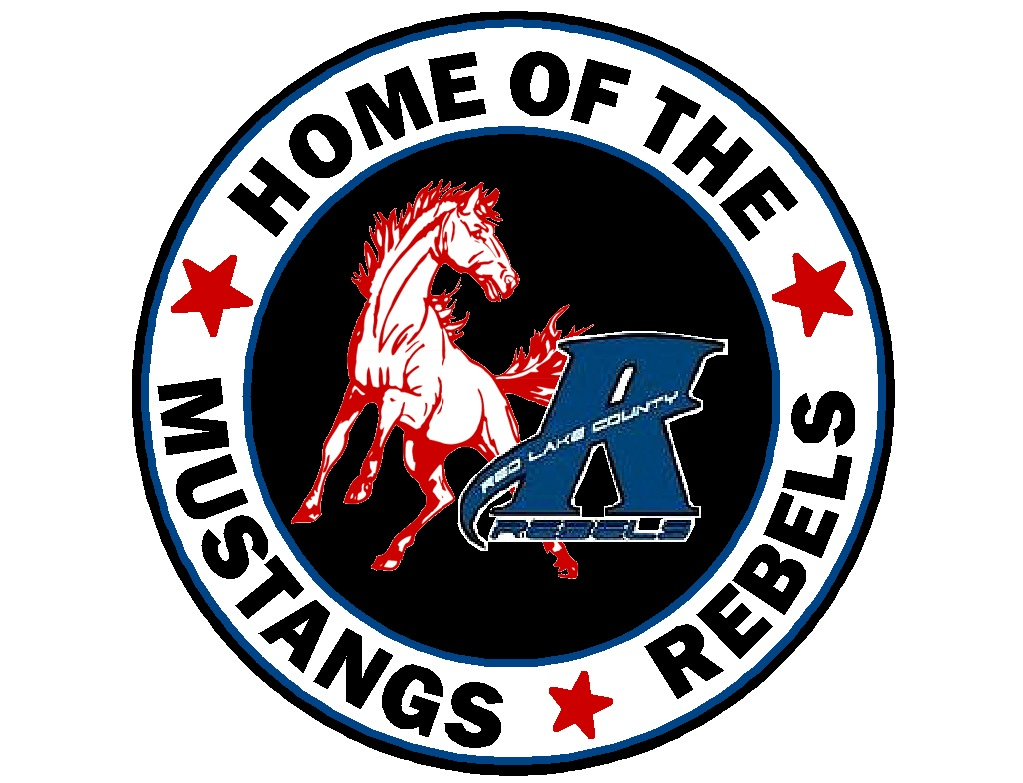 HOME OF THE
MUSTANGS
REBELS
R
RED LAKE COUNTY
REBELS